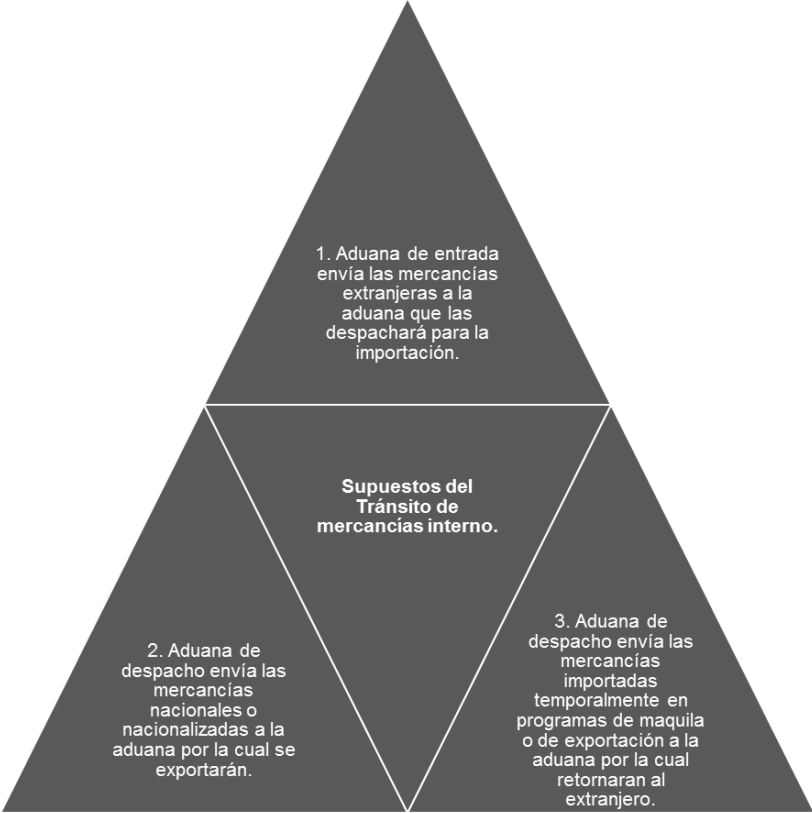 1. Aduana de entrada
envía las mercancías
extranjeras a la
aduana que las
despachará para la
importación.
Supuestos del
Tránsito de
mercancías interno.
2. Aduana de
despacho envía las
mercancías
nacionales o
nacionalizadas a la
aduana por la cual se
exportarán.
3. Aduana de
despacho envía las
mercancías
importadas
temporalmente en
programas de maquila
o de exportación a la
aduana por la cual
retornaran al
extranjero.